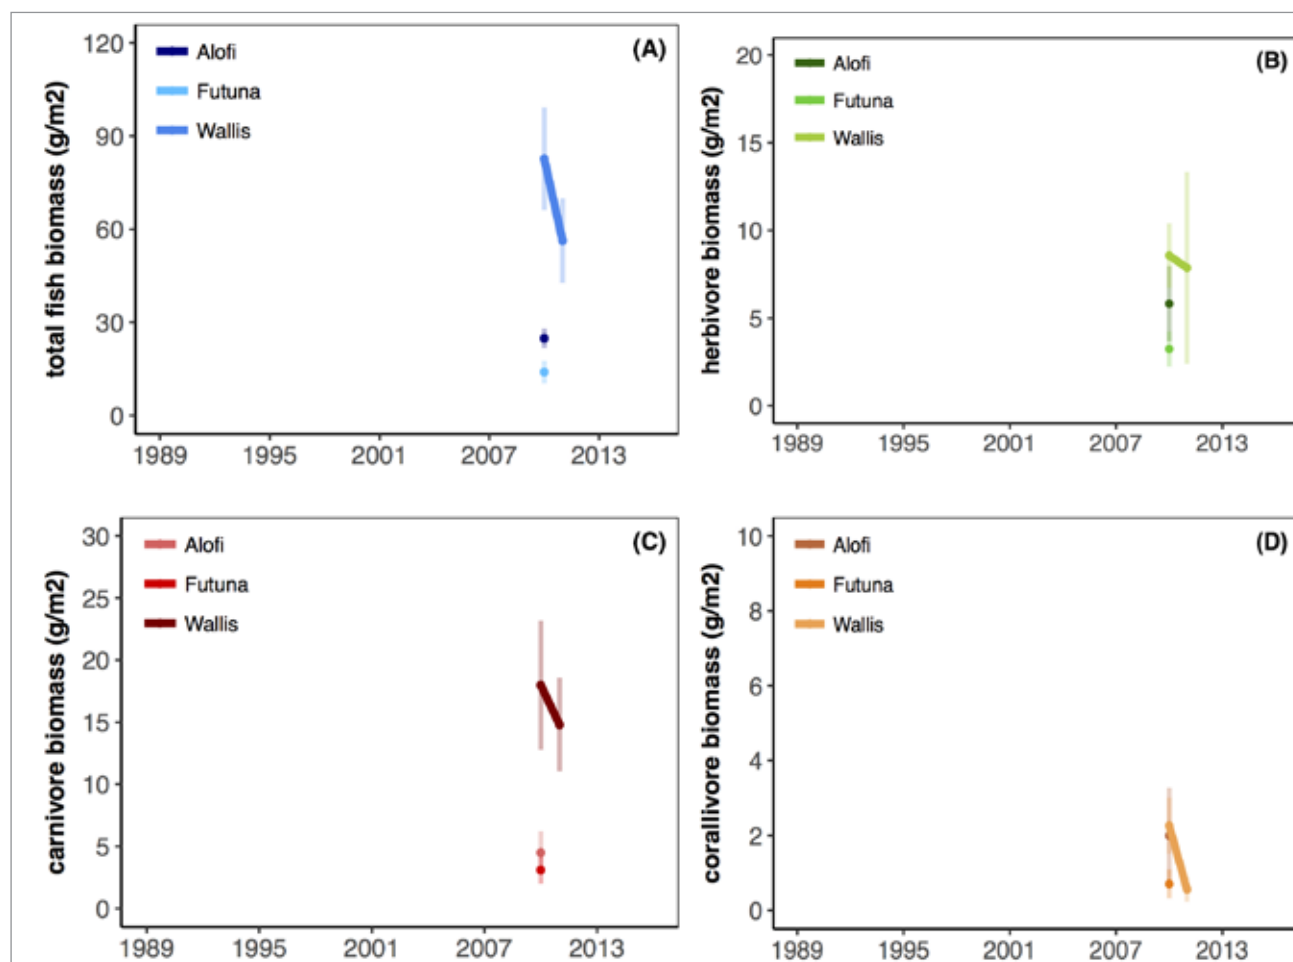 (A)
total fish biomass (g/m2)
120
90
60
30
0
Alofi
Futuna
Wallis
1989 1995 2001 2007 2013
(B)
herbivore biomass (g/m2)
20
15
10
5
0
Alofi
Futuna
Wallis
1989 1995 2001 2007 2013
(C)
carnivore biomass (g/m2)
30
25
20
15
10
5
0
Alofi
Futuna
Wallis
1989 1995 2001 2007 2013
(D)
corallivore biomass (g/m2)
10
8
6
4
2
0
Alofi
Futuna
Wallis
1989 1995 2001 2007 2013